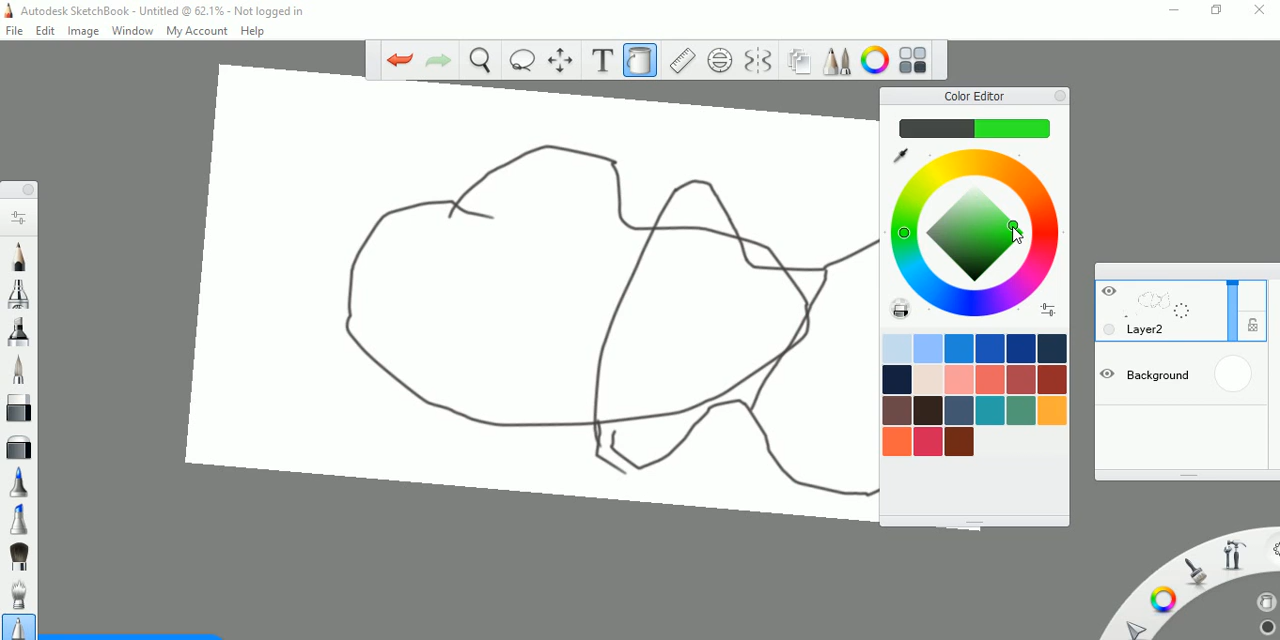 Autodesk SketchBook - Untitled @ 62.1% - Not logged in
File Edit Image Window My Account Help
T
Color Editor
Layer2
Background